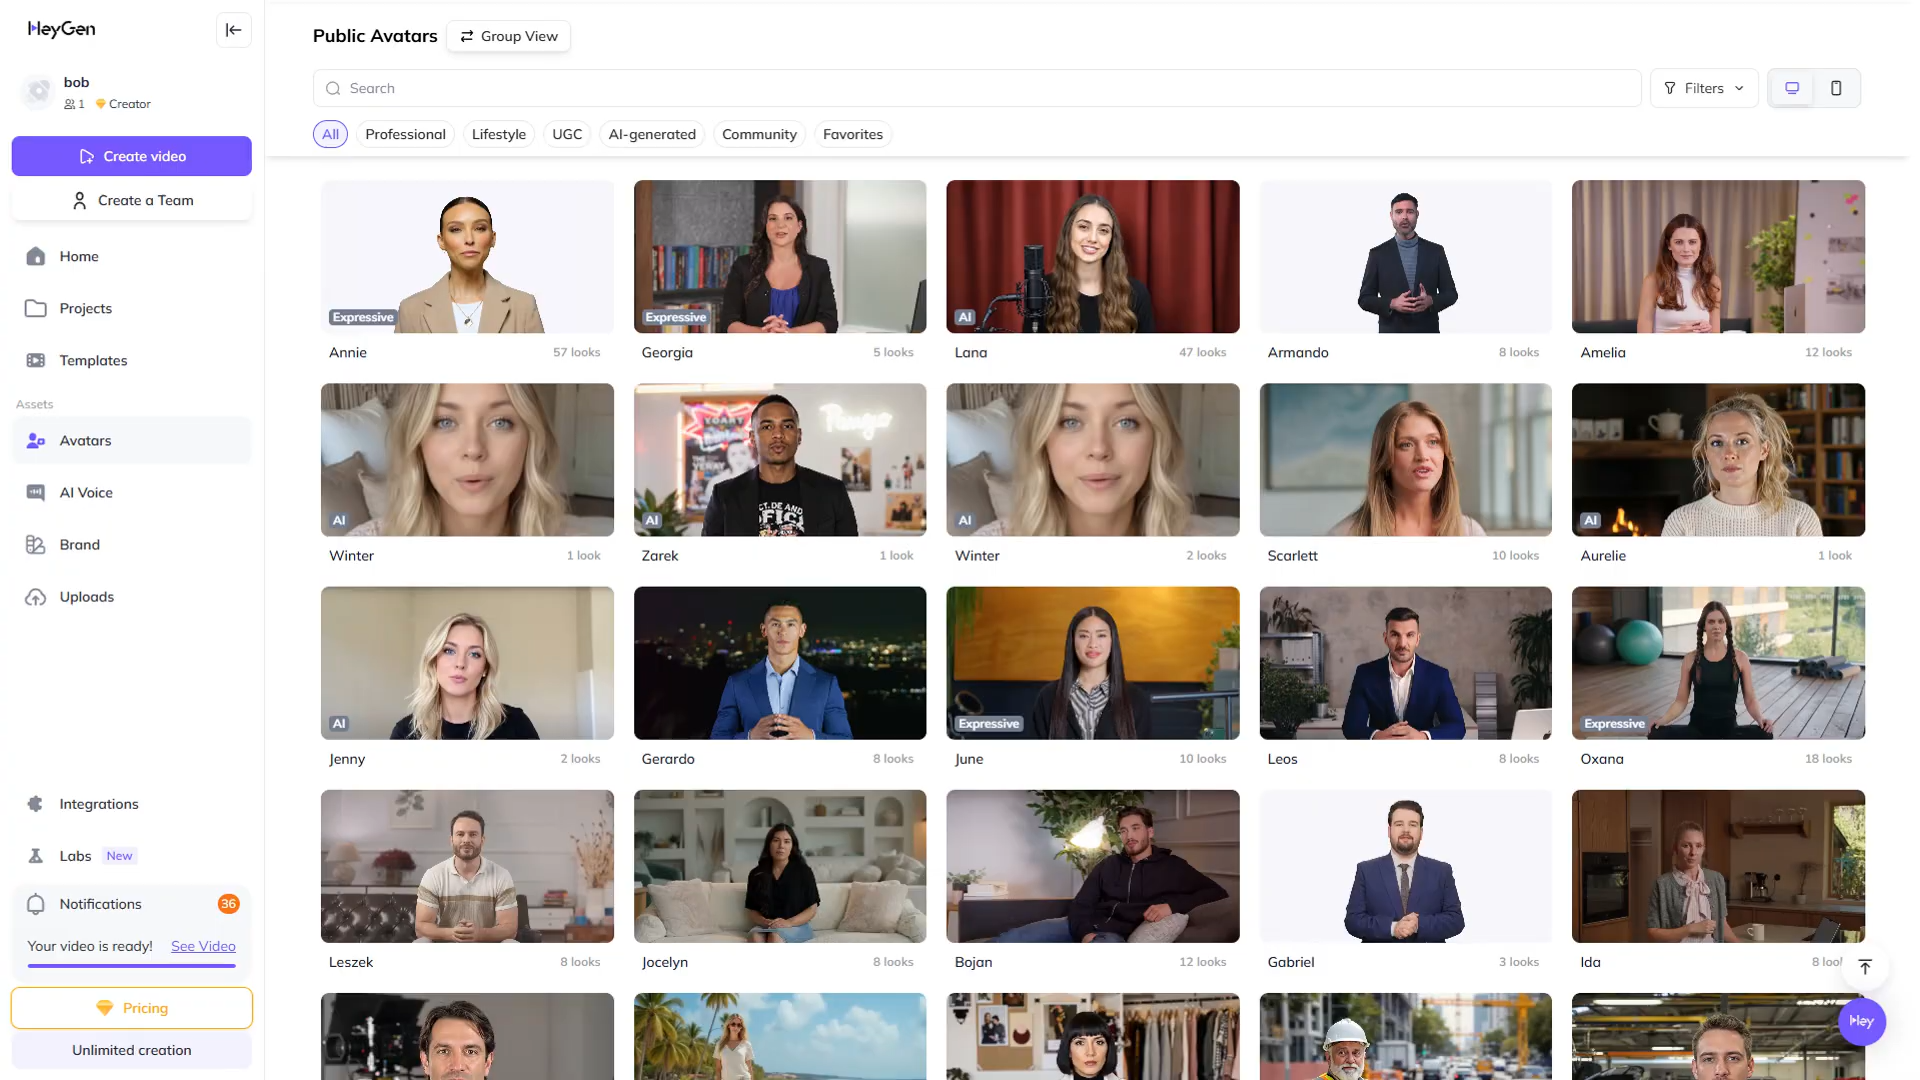 HeyGen
bob
1 Creator
Create video
Create a Team
Home
Projects
Templates
Assets
Avatars
AI Voice
Brand
Uploads
Integrations
Labs New
Notifications 36
Your video is ready! See Video
Pricing
Unlimited creation
Public Avatars Group View
Search
Filters
All Professional Lifestyle UGC AI-generated Community Favorites
Expressive
Expressive
AI
Annie 57 looks
Georgia 5 looks
Lana 47 looks
Armando 8 looks
Amelia 12 looks
AI
AI
AI
AI
Winter 1 look
Zarek 1 look
Winter 2 looks
Scarlett 10 looks
Aurelie 1 look
AI
Expressive
Expressive
Jenny 2 looks
Gerardo 8 looks
June 10 looks
Leos 8 looks
Oxana 18 looks
Leszek 8 looks
Jocelyn 8 looks
Bojan 12 looks
Gabriel 3 looks
Ida 8
Hey